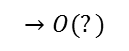 → O(?)